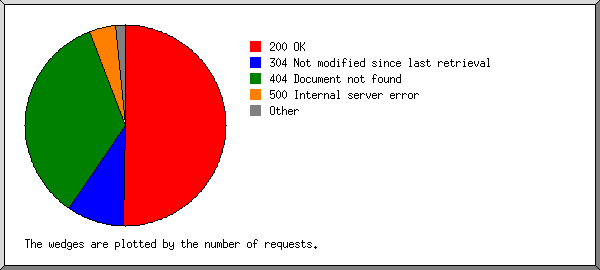 200 OK
304 Not modified since last retrieval
404 Document not found
500 Internal server error
Other
The wedges are plotted by the number of requests.